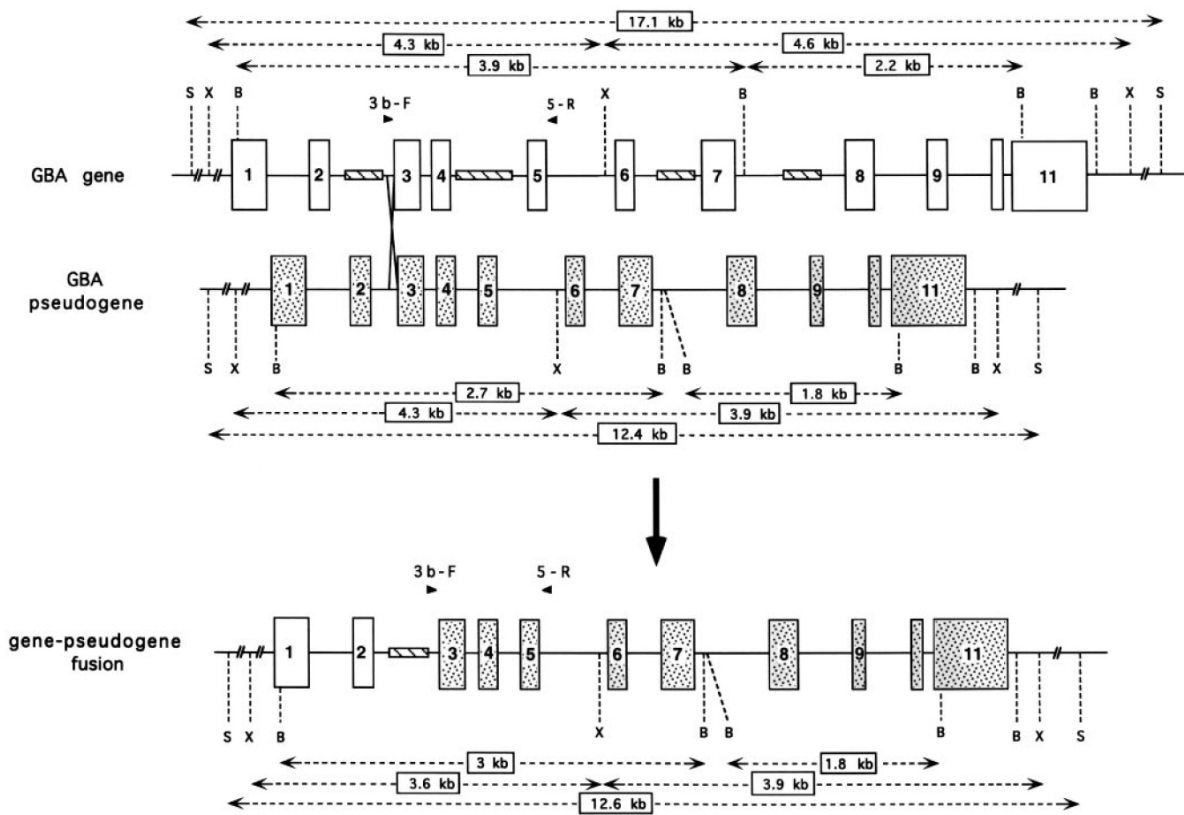 17.1 kb
4.3 kb 4.6 kb
3.9 kb 2.2 kb
S X B 3b-F 5-R X B B B X S
GBA gene 1 2 3 4 5 6 7 8 9 11
GBA
pseudogene 1 2 3 4 5 6 7 8 9 11
S X B X B B B B X S
2.7 kb 1.8 kb
4.3 kb 3.9 kb
12.4 kb
3b-F 5-R
gene-pseudogene
fusion 1 2 3 4 5 6 7 8 9 11
S X B X B B B B X S
3 kb 1.8 kb
3.6 kb 3.9 kb
12.6 kb